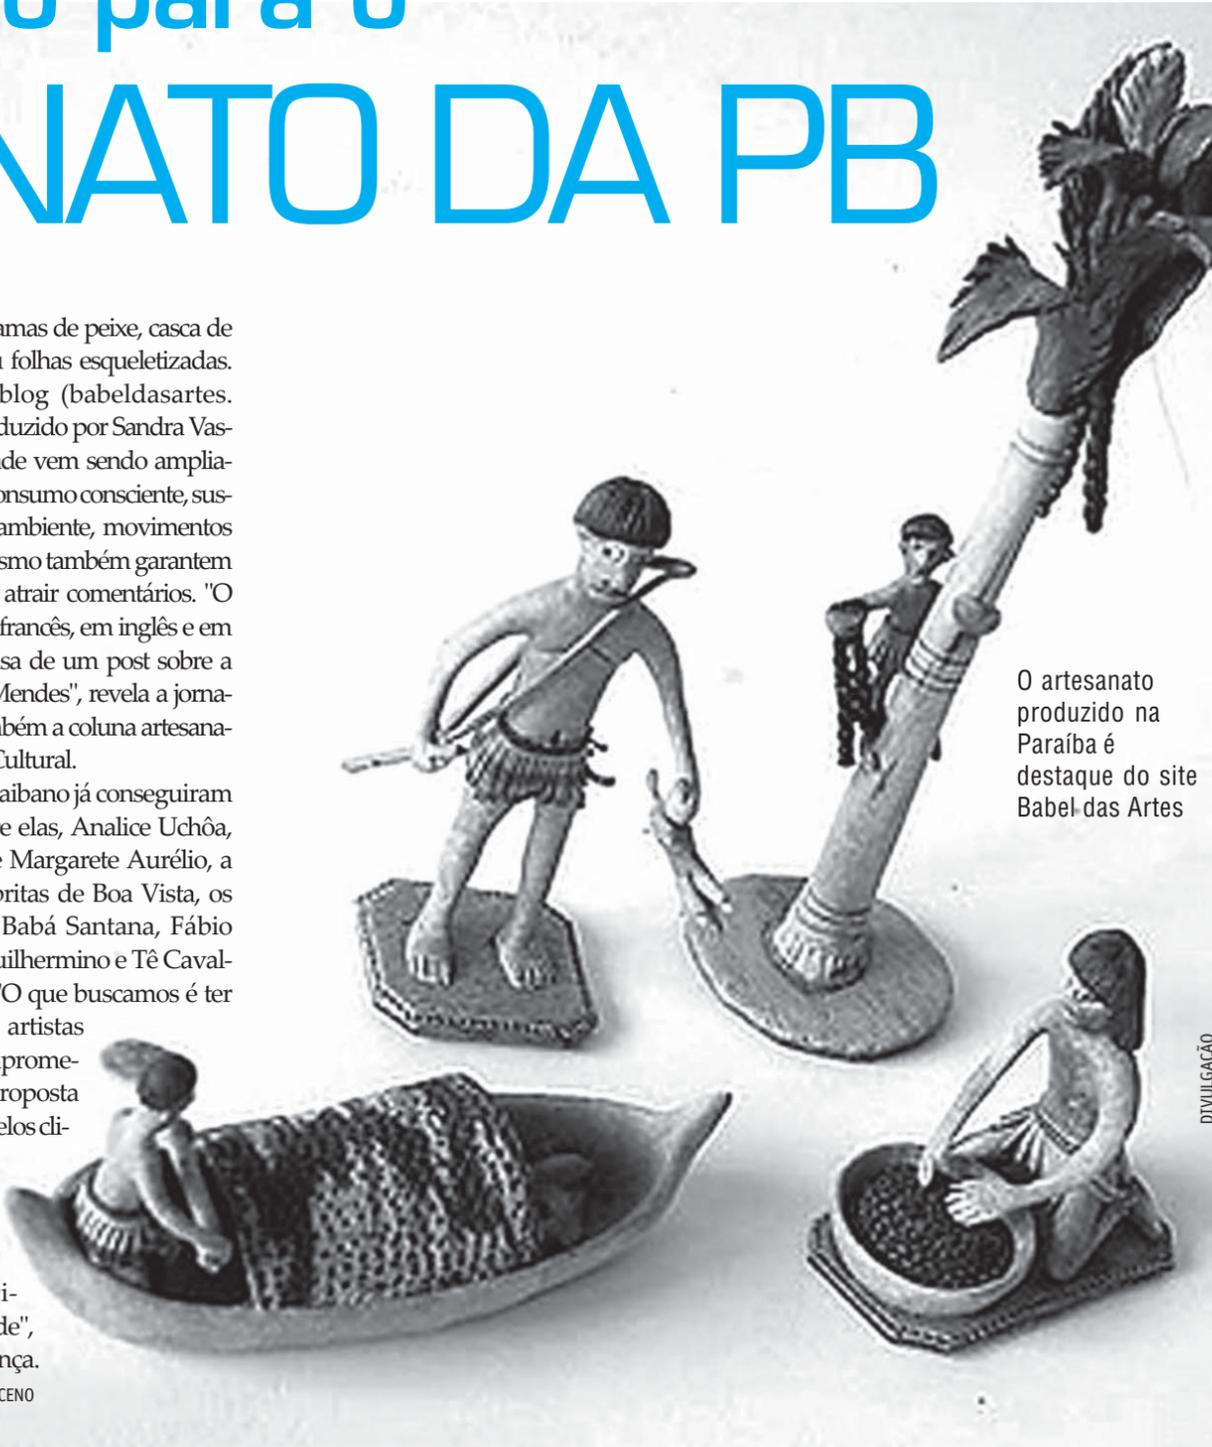 para o
NATO DA PB
amas de peixe, casca de
folhas esqueletizadas.
blog (babeldasartes.
duzido por Sandra Vas-
de vem sendo amplia-
onsumo consciente, sus-
ambiente, movimentos
smo também garantem
atrair comentários. "O
francês, em inglês e em
sa de um post sobre a
Mendes", revela a jorna-
bém a coluna artesana-
Cultural.
aibano já conseguiram
e elas, Analice Uchôa,
e Margarete Aurélio, a
britas de Boa Vista, os
Babá Santana, Fábio
uilhermino e Tê Caval-
"O que buscamos é ter
artistas
prome-
roposta
elos cli-
i-
de",
nça.
CENO
O artesanato
produzido na
Paraíba é
destaque do site
Babel das Artes
DIVULGAÇÃO